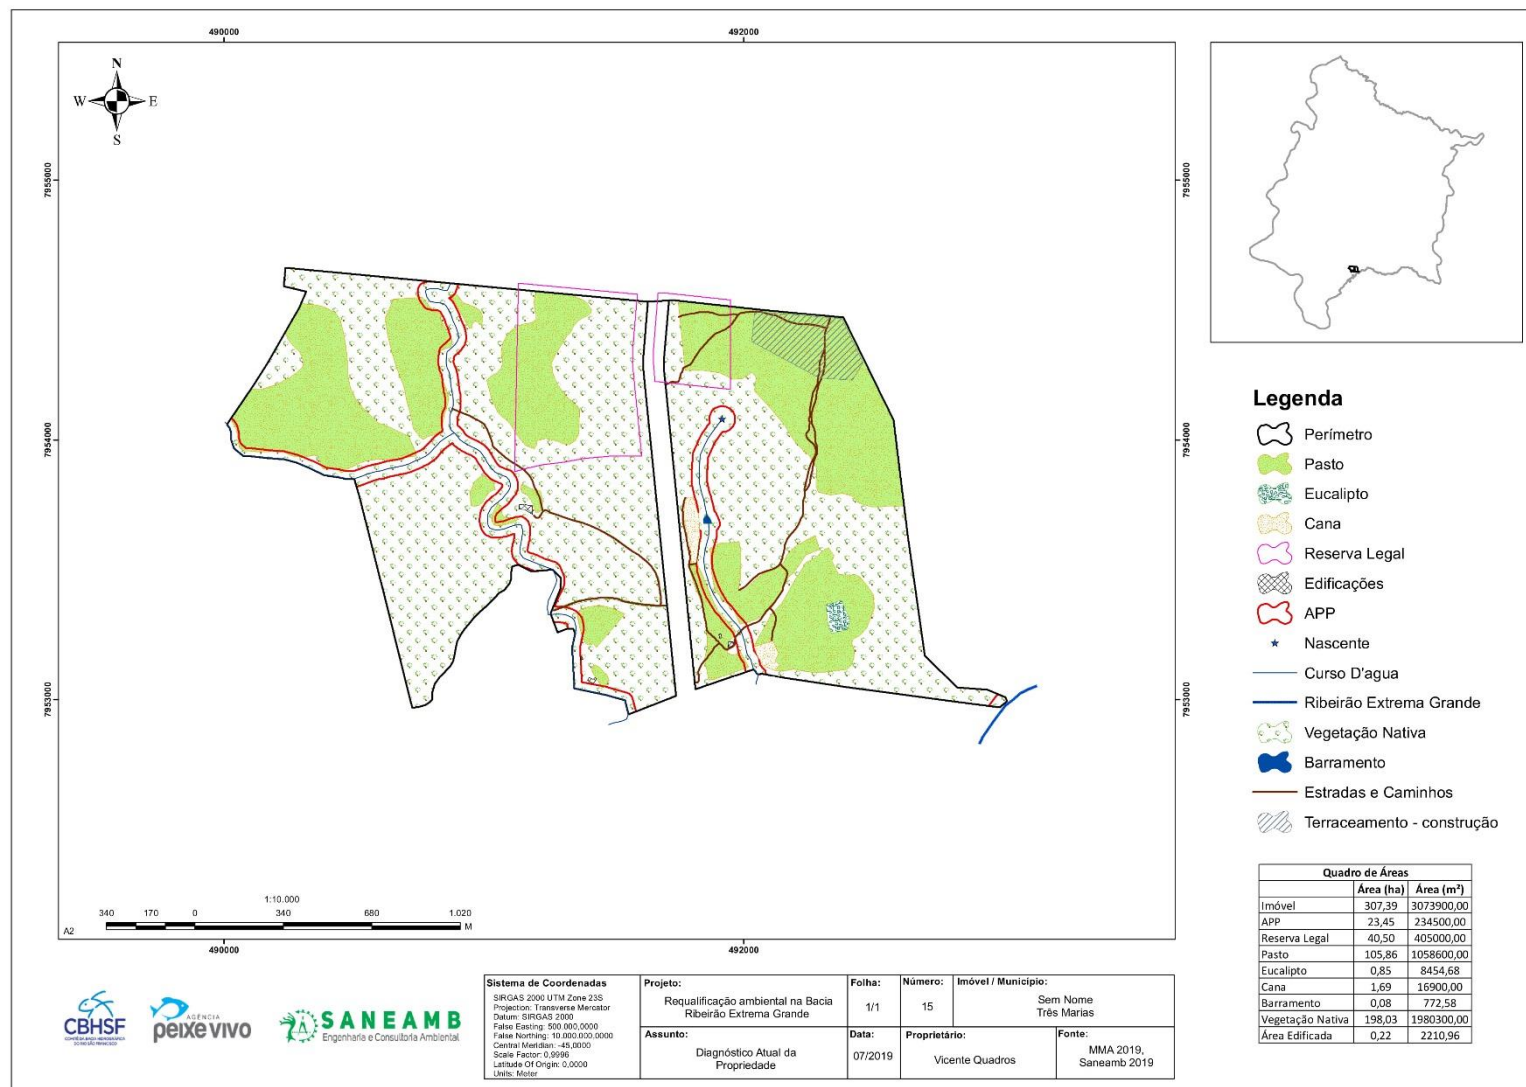 490000
492000
N
W E
S
7955000
7955000
7954000
7954000
7953000
7953000
1:10.000
340 170 0 340 680 1.020
M
A2
490000
492000
Legenda
Perímetro
Pasto
Eucalipto
Cana
Reserva Legal
Edificações
APP
Nascente
Curso D'agua
Ribeirão Extrema Grande
Vegetação Nativa
Barramento
Estradas e Caminhos
Terraceamento - construção
Quadro de Áreas
Área (ha) Área (m²)
Imóvel 307,39 3073900,00
APP 23,45 234500,00
Reserva Legal 40,50 405000,00
Pasto 105,86 1058600,00
Eucalipto 0,85 8454,68
Cana 1,69 16900,00
Barramento 0,08 772,58
Vegetação Nativa 198,03 1980300,00
Área Edificada 0,22 2210,96
CBHSF
AGÊNCIA
peixe vivo
SANEAMB
Engenharia e Consultoria Ambiental
Sistema de Coordenadas
SIRGAS 2000 UTM Zone 23S
Projection: Transverse Mercator
Datum: SIRGAS 2000
False Easting: 500.000,0000
False Northing: 10.000.000,0000
Central Meridian: -45,0000
Scale Factor: 0,9996
Latitude Of Origin: 0,0000
Units: Meter
Projeto:
Requalificação ambiental na Bacia
Ribeirão Extrema Grande
Assunto:
Diagnóstico Atual da
Propriedade
Folha:
1/1
Número:
15
Imóvel / Município:
Sem Nome
Três Marias
Data:
07/2019
Proprietário:
Vicente Quadros
Fonte:
MMA 2019,
Saneamb 2019